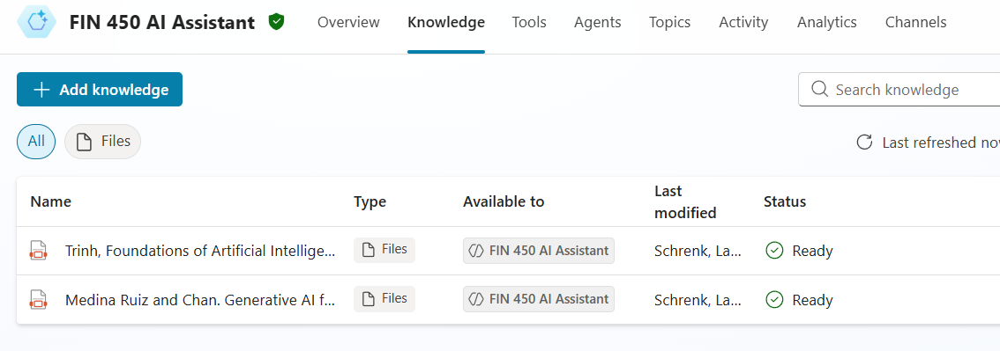 FIN 450 AI Assistant Overview Knowledge Tools Agents Topics Activity Analytics Channels
Add knowledge
Search knowledge
All Files
Last refreshed now
Name Type Available to Last modified Status
Trinh, Foundations of Artificial Intellige... Files FIN 450 AI Assistant Schrenk, La... Ready
Medina Ruiz and Chan. Generative AI f... Files FIN 450 AI Assistant Schrenk, La... Ready